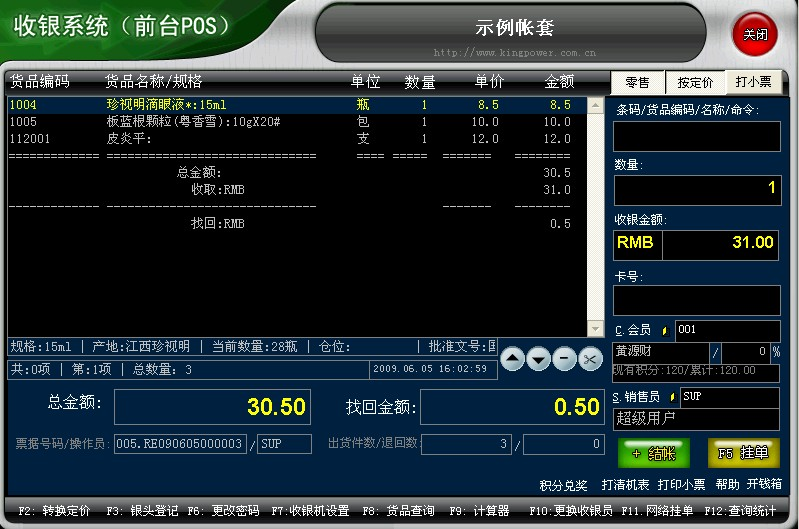 收银系统（前台POS）
示例帐套
http://www.kingpower.com.cn
关闭
货品编码 货品名称/规格 单位 数量 单价 金额
零售 按定价 打小票
1004 珍视明滴眼液*:15ml 瓶 1 8.5 8.5
1005 板蓝根颗粒(粤香雪):10gX20# 包 1 10.0 10.0
112001 皮炎平: 支 1 12.0 12.0
总金额: 30.5
收取:RMB 31.0
找回:RMB 0.5
条码/货品编码/名称/命令:
数量:
1
收银金额:
RMB 31.00
卡号:
C.会员 001
黄源财 / 0 %
现有积分:120/累计:120.00
S.销售员 SUP
超级用户
规格:15ml | 产地:江西珍视明 | 当前数量:28瓶 | 仓位: | 批准文号:
共:0项 | 第:1项 | 总数量: 3 2009.06.05 16:02:59
总金额: 30.50 找回金额: 0.50
票据号码/操作员: 005.RE090605000003 / SUP 出货件数/退回数: 3 / 0
+ 结帐 F5 挂单
积分兑奖 打清机表 打印小票 帮助 开钱箱
F2: 转换定价 F3: 银头登记 F6: 更改密码 F7:收银机设置 F8: 货品查询 F9: 计算器 F10:更换收银员 F11.网络挂单 F12:查询统计